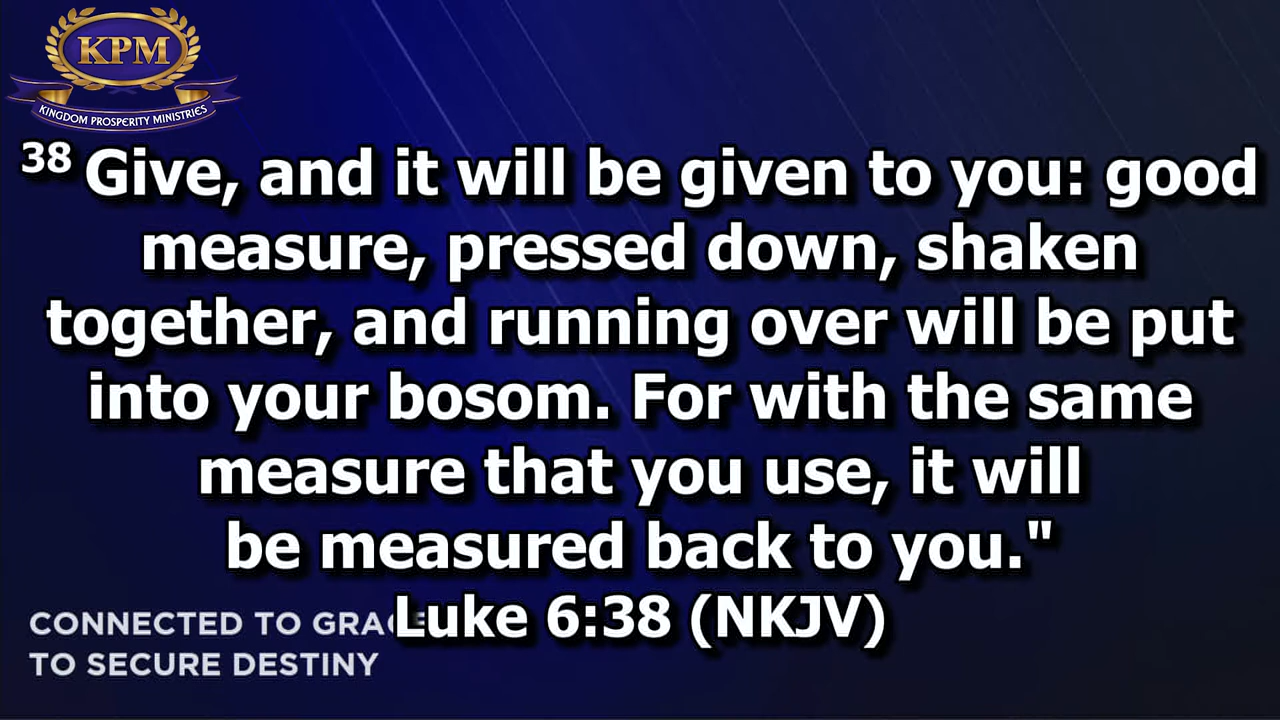 KPM
KINGDOM PROSPERITY MINISTRIES
38 Give, and it will be given to you: good
measure, pressed down, shaken
together, and running over will be put
into your bosom. For with the same
measure that you use, it will
be measured back to you."
Luke 6:38 (NKJV)
CONNECTED TO GRACE
TO SECURE DESTINY